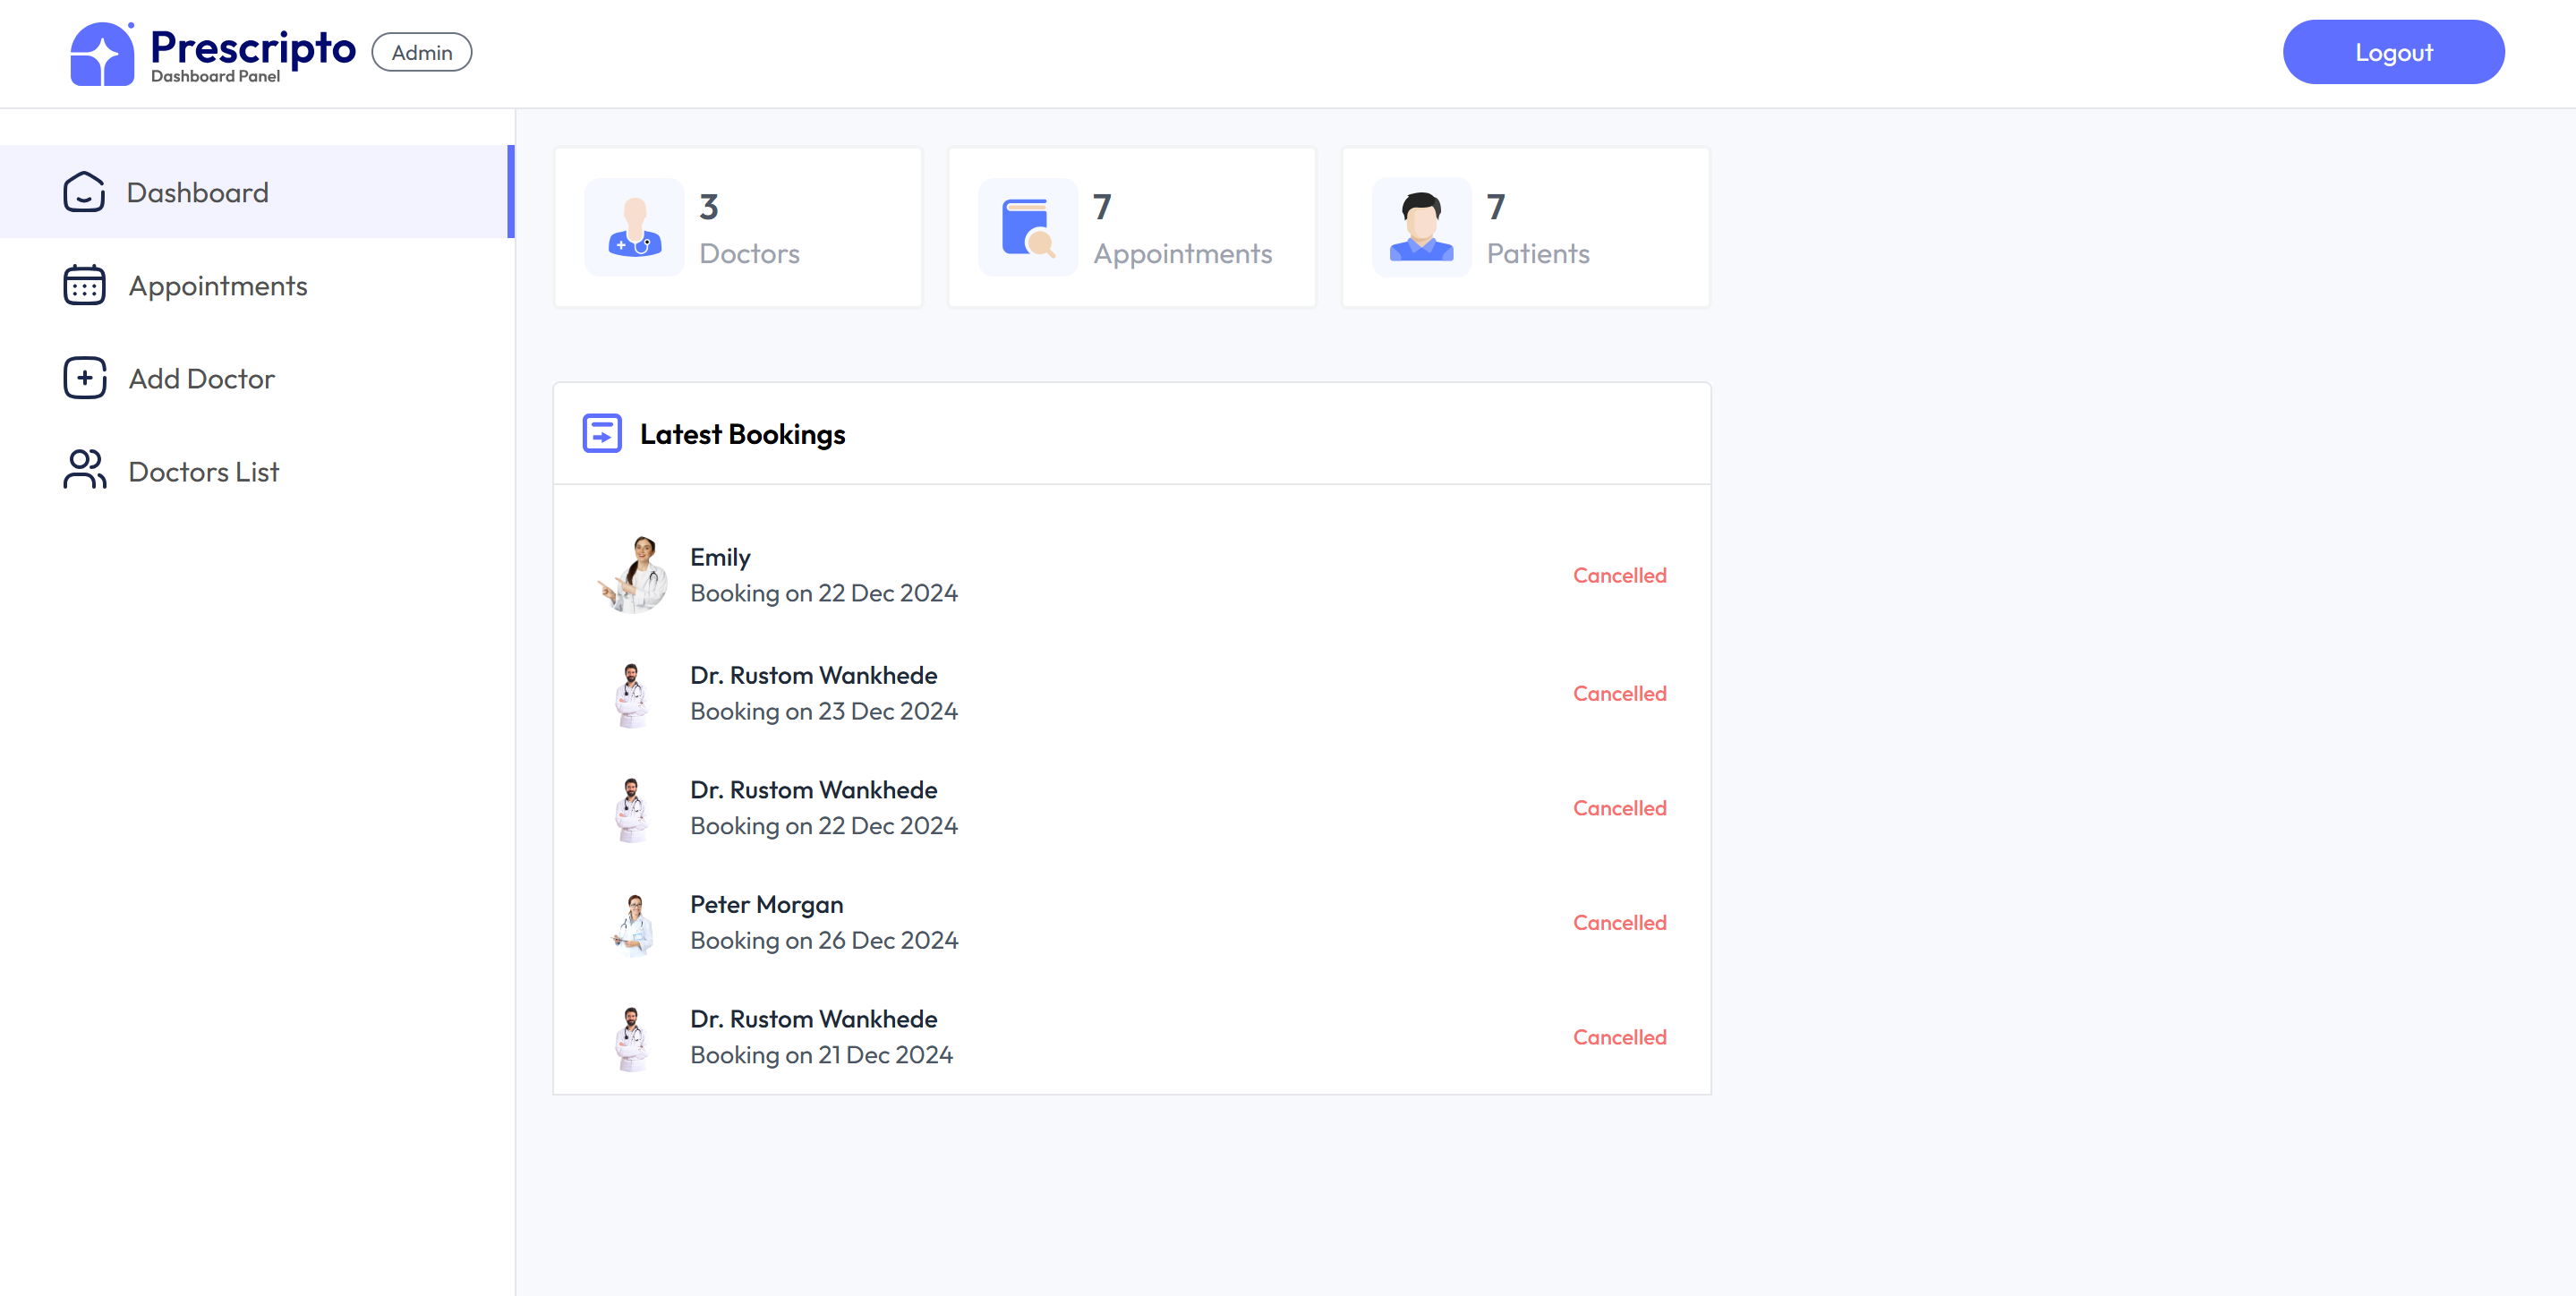 Prescripto
Dashboard Panel
Admin
Logout
Dashboard
Appointments
Add Doctor
Doctors List
3
Doctors
7
Appointments
7
Patients
Latest Bookings
Emily
Booking on 22 Dec 2024
Cancelled
Dr. Rustom Wankhede
Booking on 23 Dec 2024
Cancelled
Dr. Rustom Wankhede
Booking on 22 Dec 2024
Cancelled
Peter Morgan
Booking on 26 Dec 2024
Cancelled
Dr. Rustom Wankhede
Booking on 21 Dec 2024
Cancelled